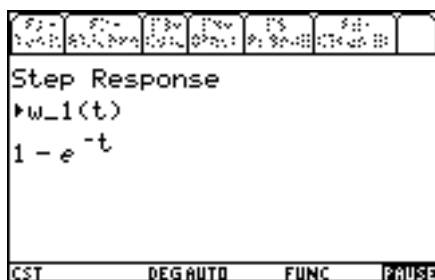 Step Response
▸w_1(t)
1 - e^-t
CST DEG AUTO FUNC PAUSE